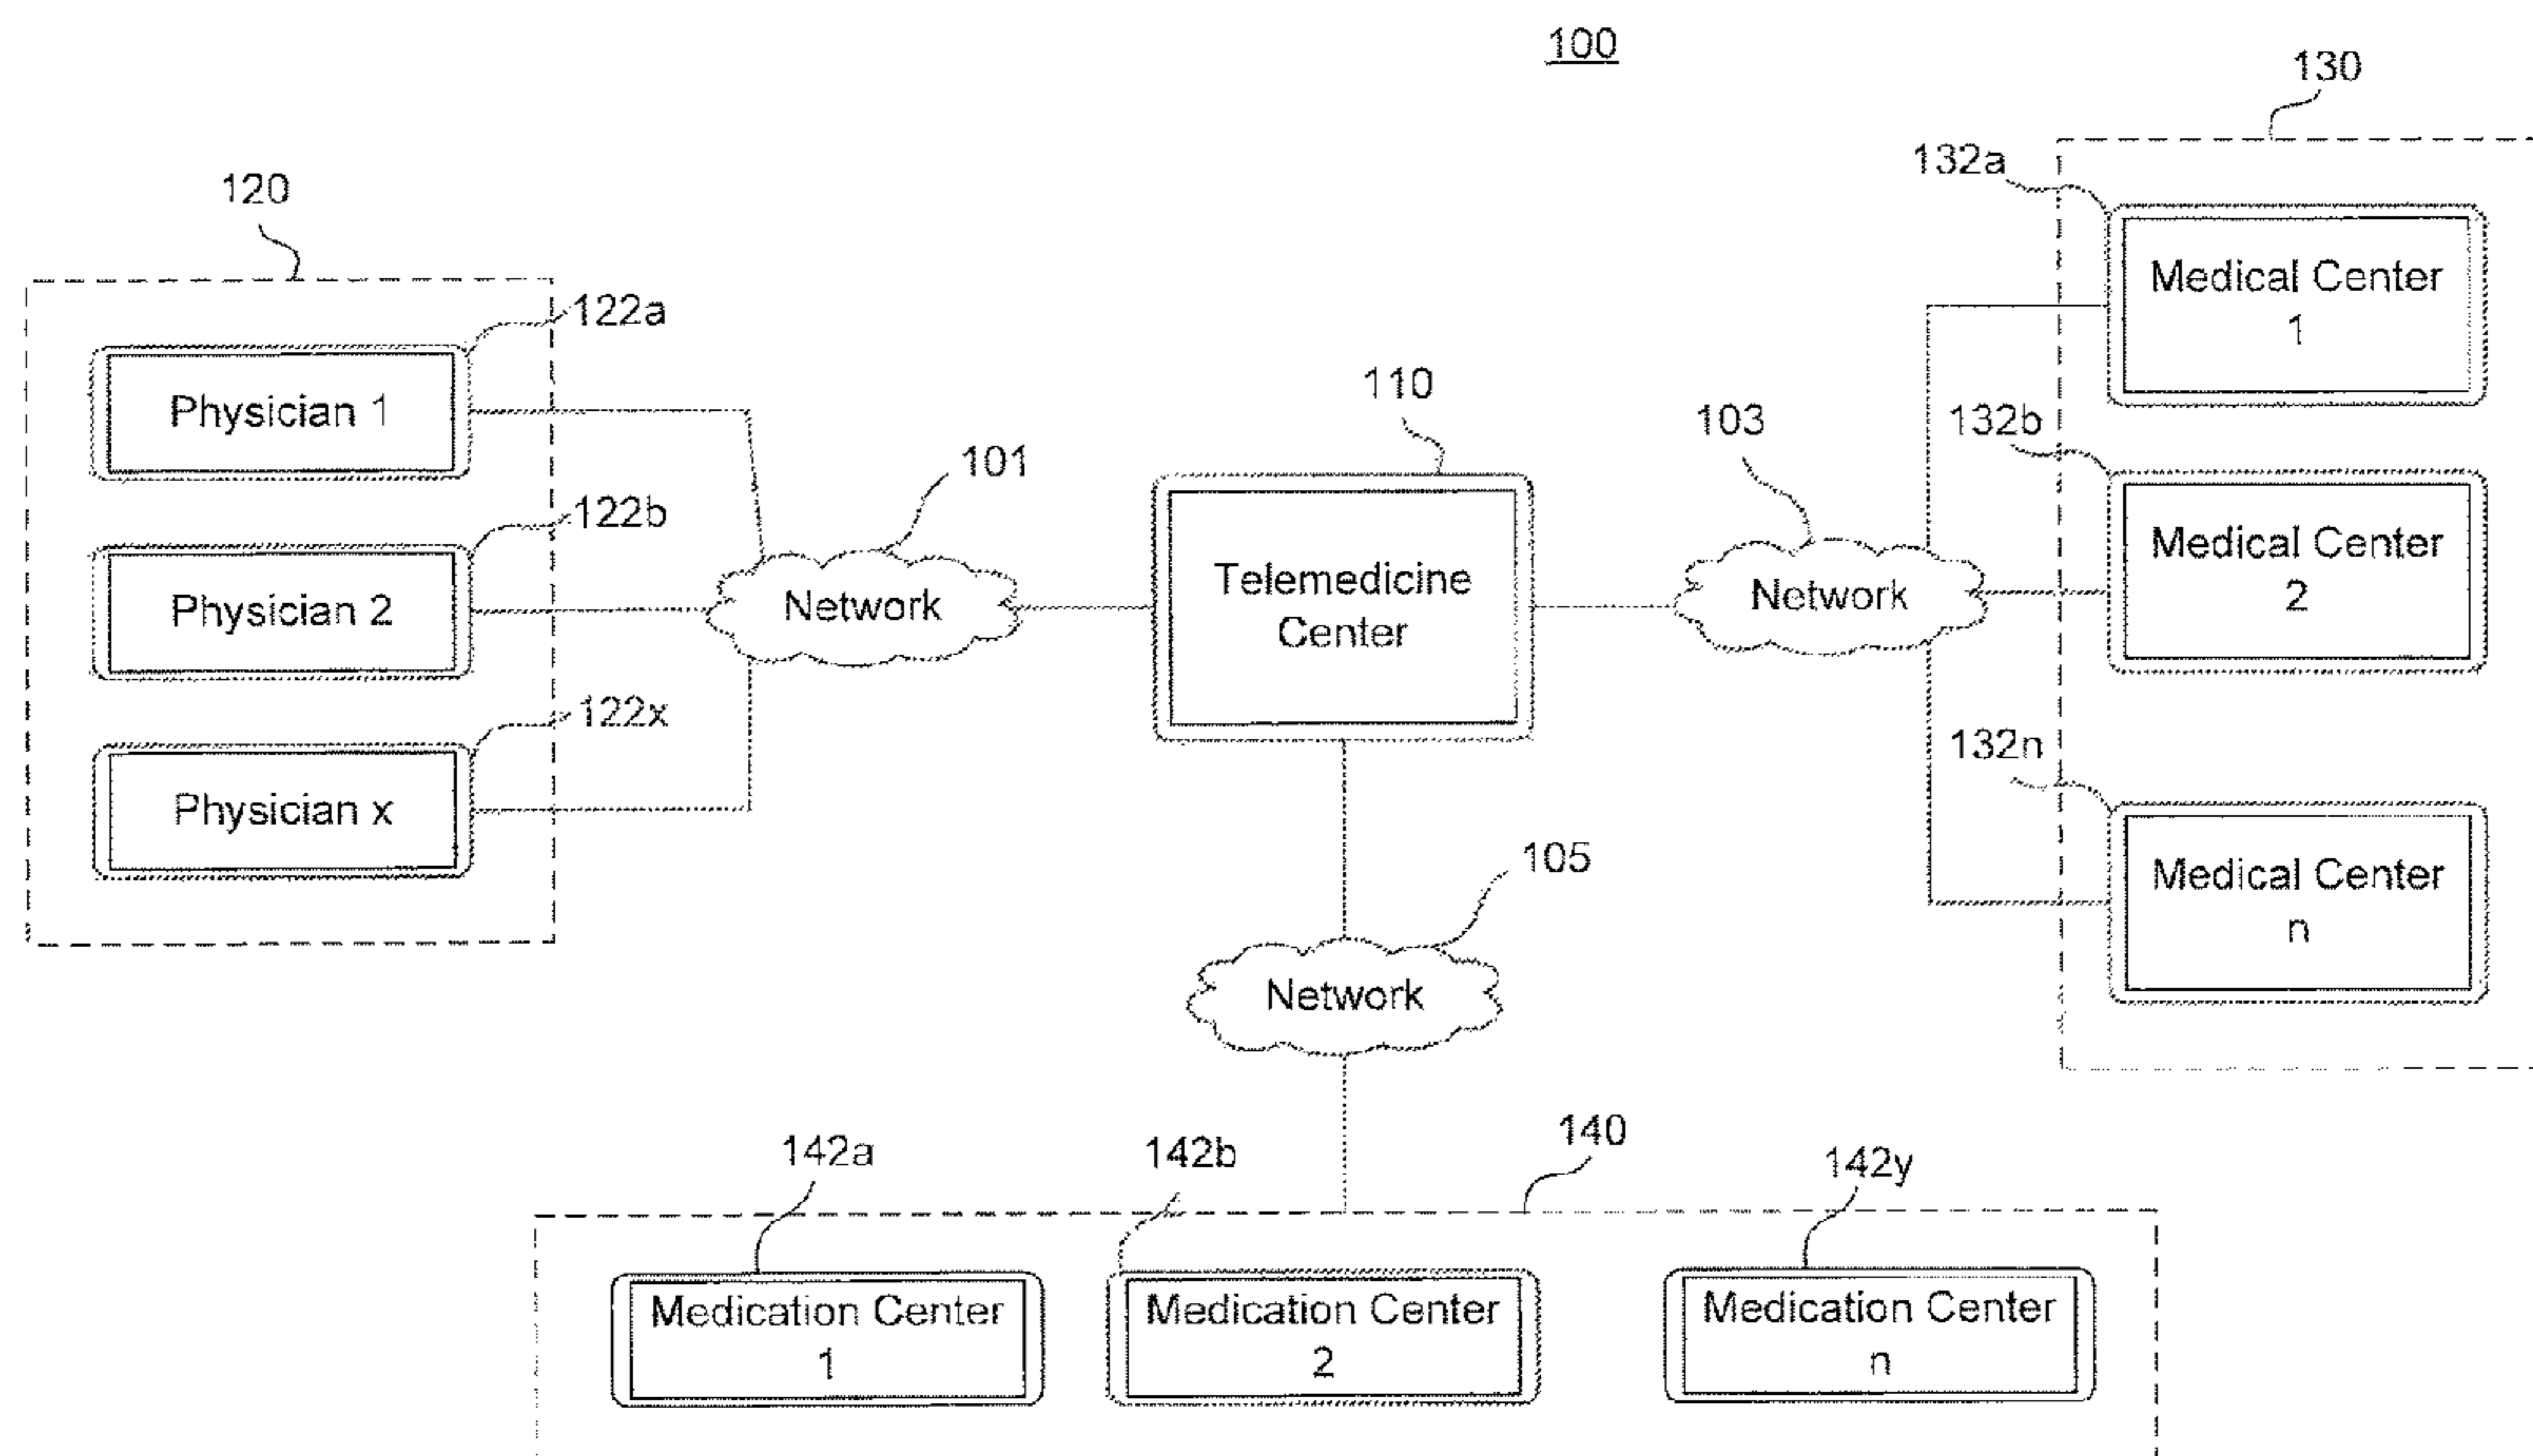 100
130
132a
120
Medical Center
1
122a
110
Physician 1
103
132b
101
122b
Medical Center
2
Telemedicine
Center
Network
Network
Physician 2
122x
132n
Physician x
105
Medical Center
n
Network
140
142a
142b
142y
Medication Center
1
Medication Center
2
Medication Center
n